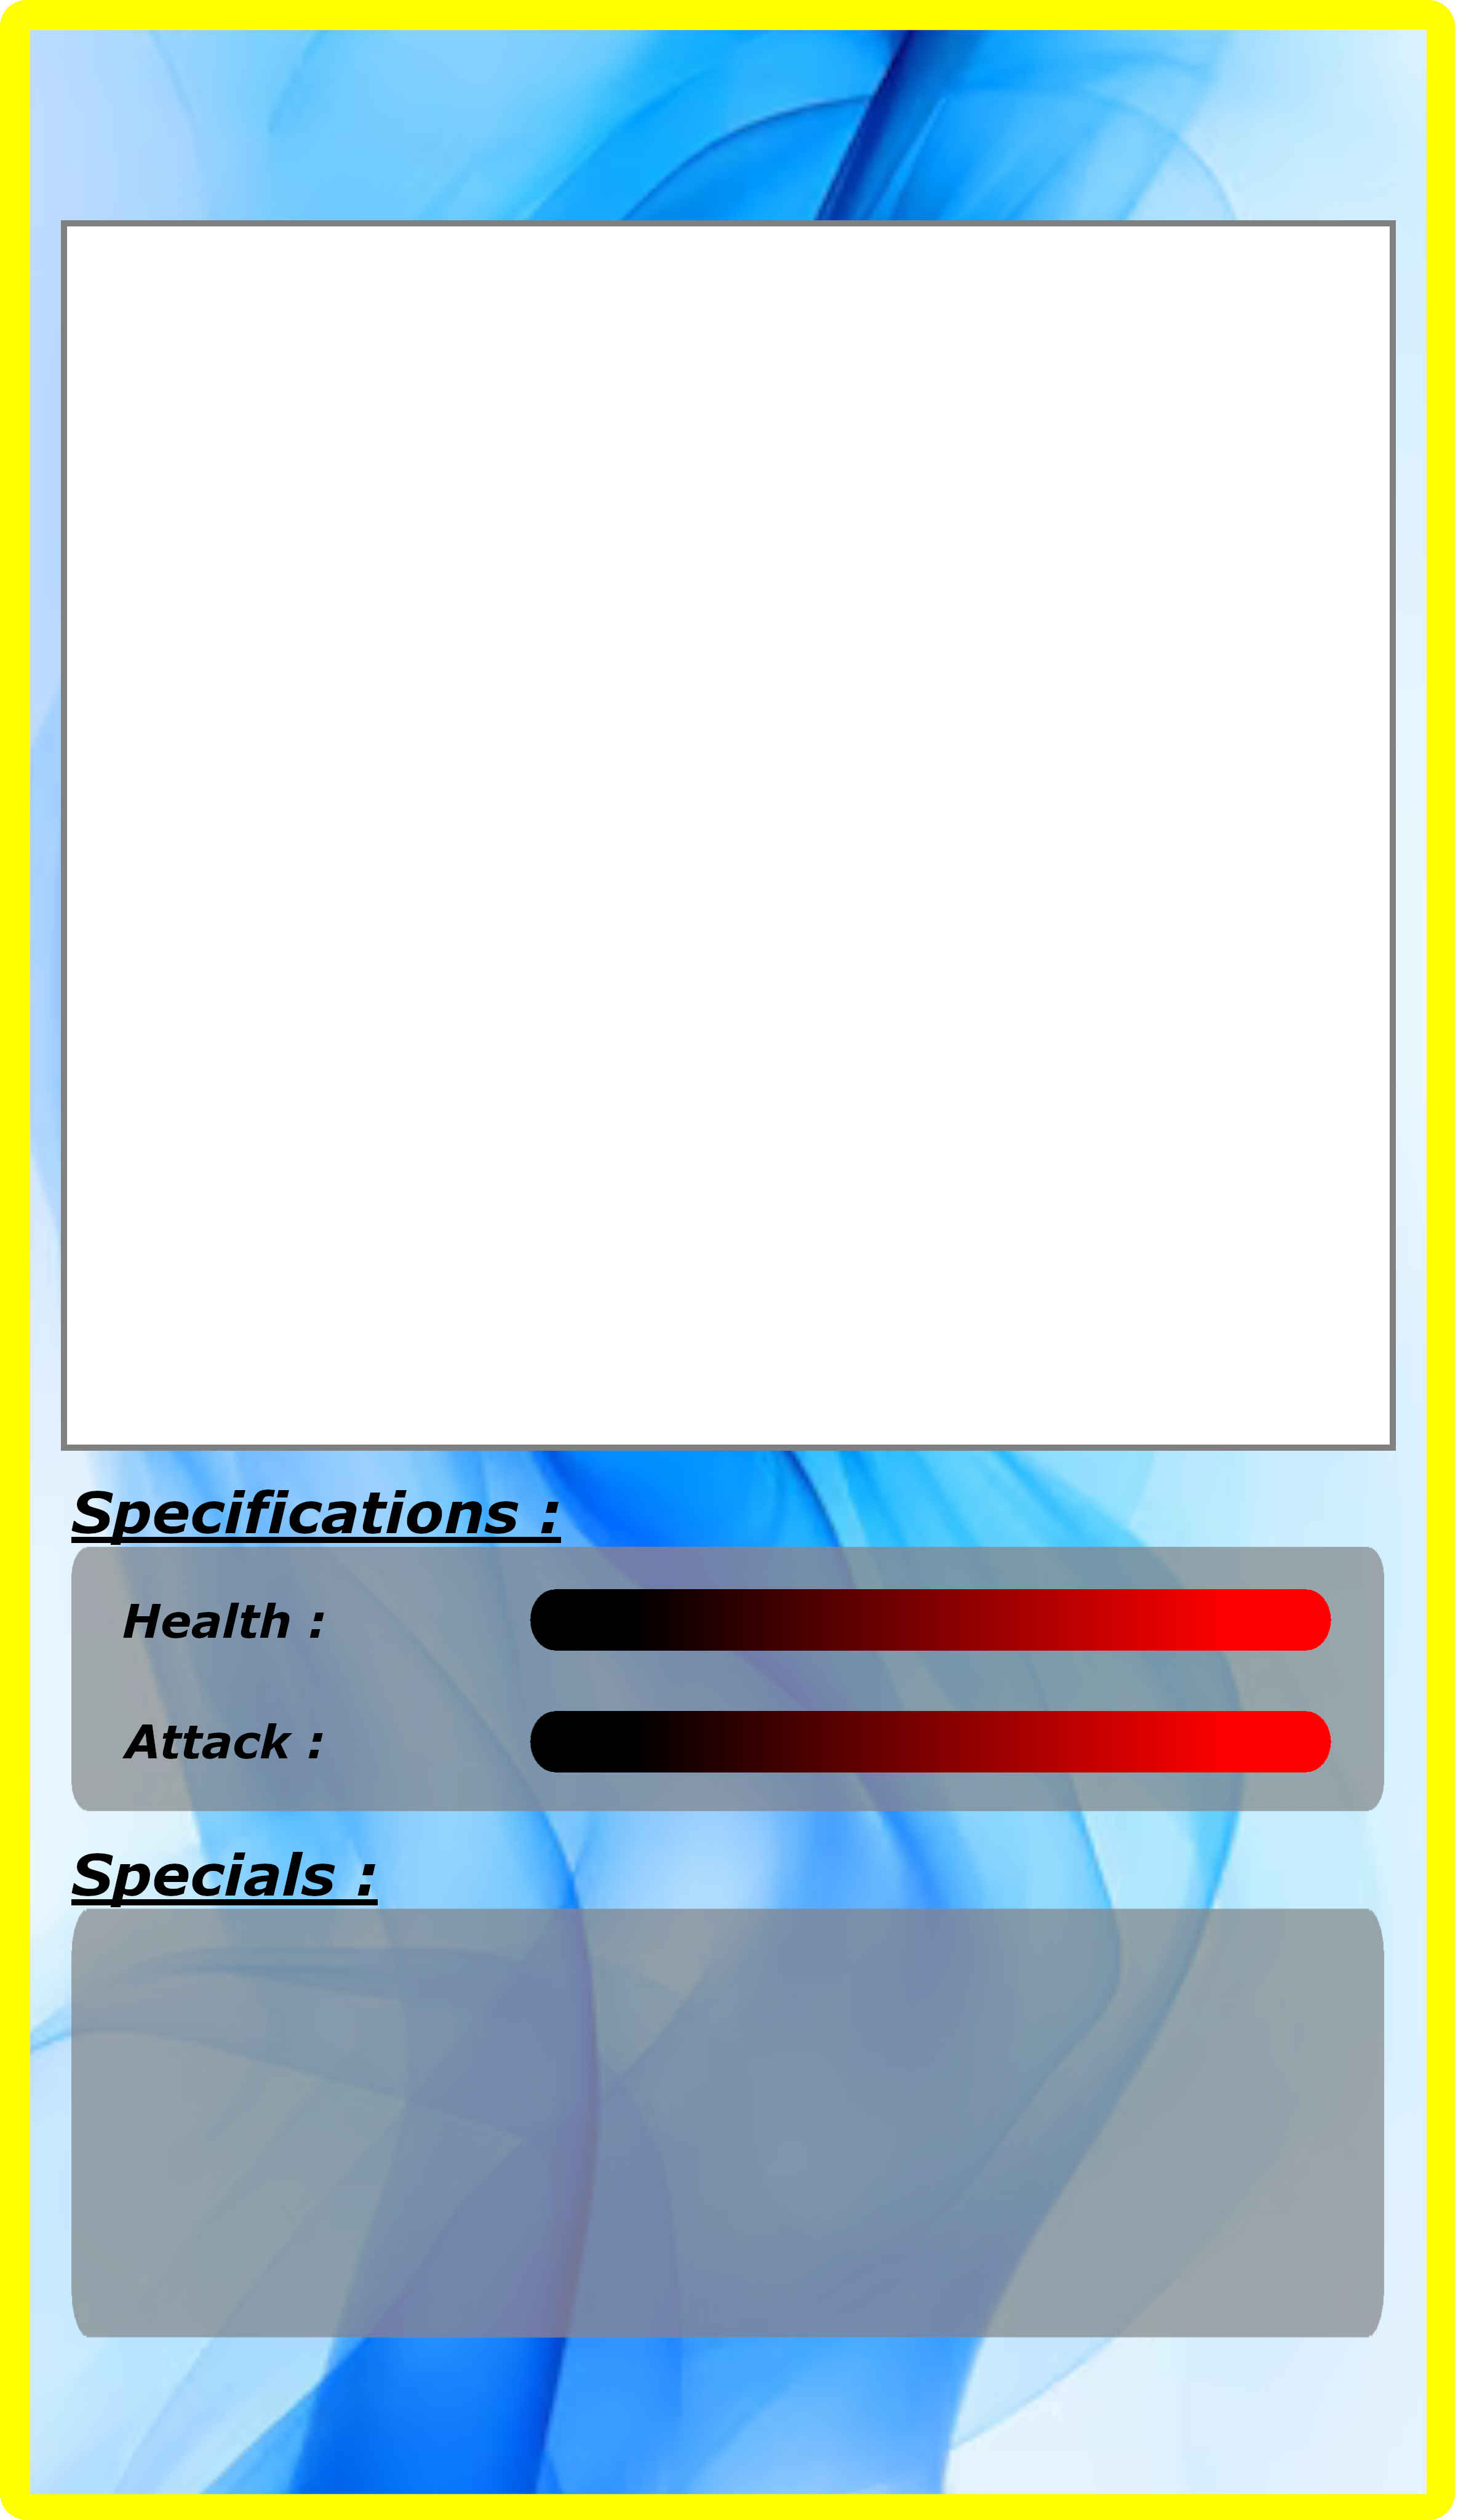 Specifications :
Health :
Attack :
Specials :